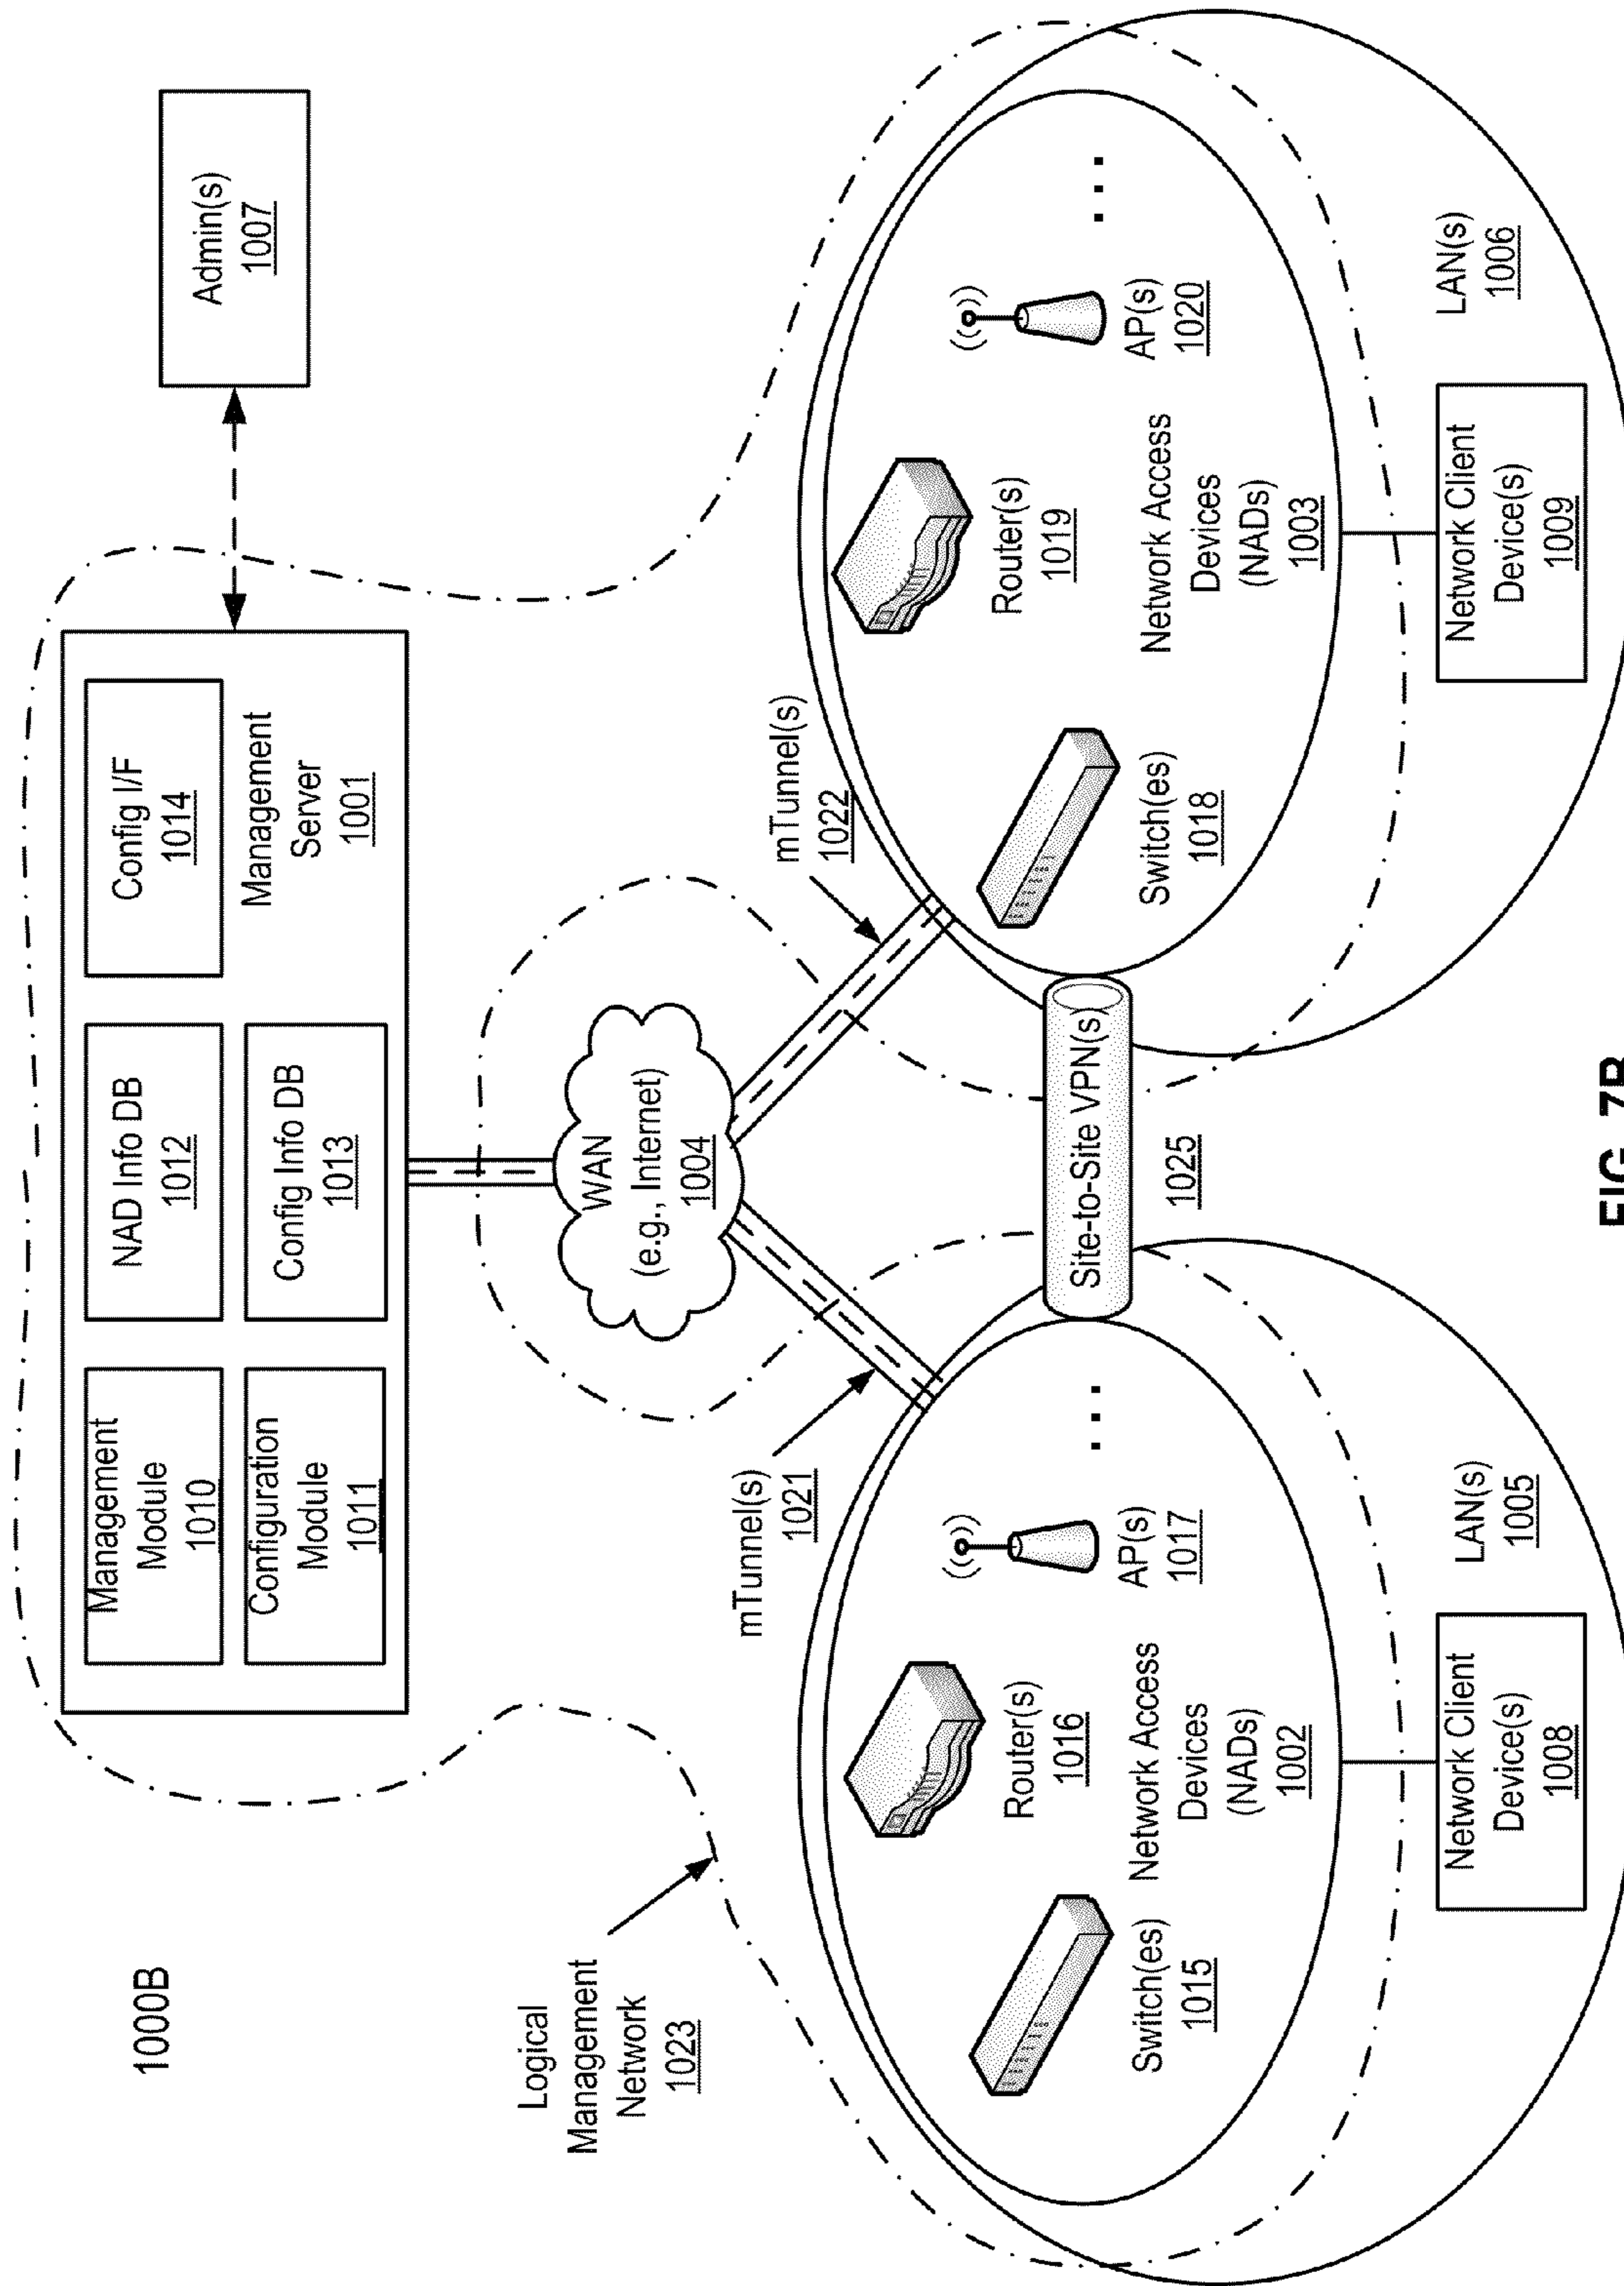 1000B
Admin(s)
1007
Management
Module
1010
NAD Info DB
1012
Config I/F
1014
Configuration
Module
1011
Config Info DB
1013
Management
Server
1001
Logical
Management
Network
1023
WAN
(e.g., Internet)
1004
mTunnel(s)
1021
mTunnel(s)
1022
Switch(es)
1015
Router(s)
1016
AP(s)
1017
...
Network Access
Devices
(NADs)
1002
Site-to-Site VPN(s)
1025
Switch(es)
1018
Router(s)
1019
AP(s)
1020
...
Network Access
Devices
(NADs)
1003
LAN(s)
1005
Network Client
Device(s)
1008
LAN(s)
1006
Network Client
Device(s)
1009
FIG. 7B